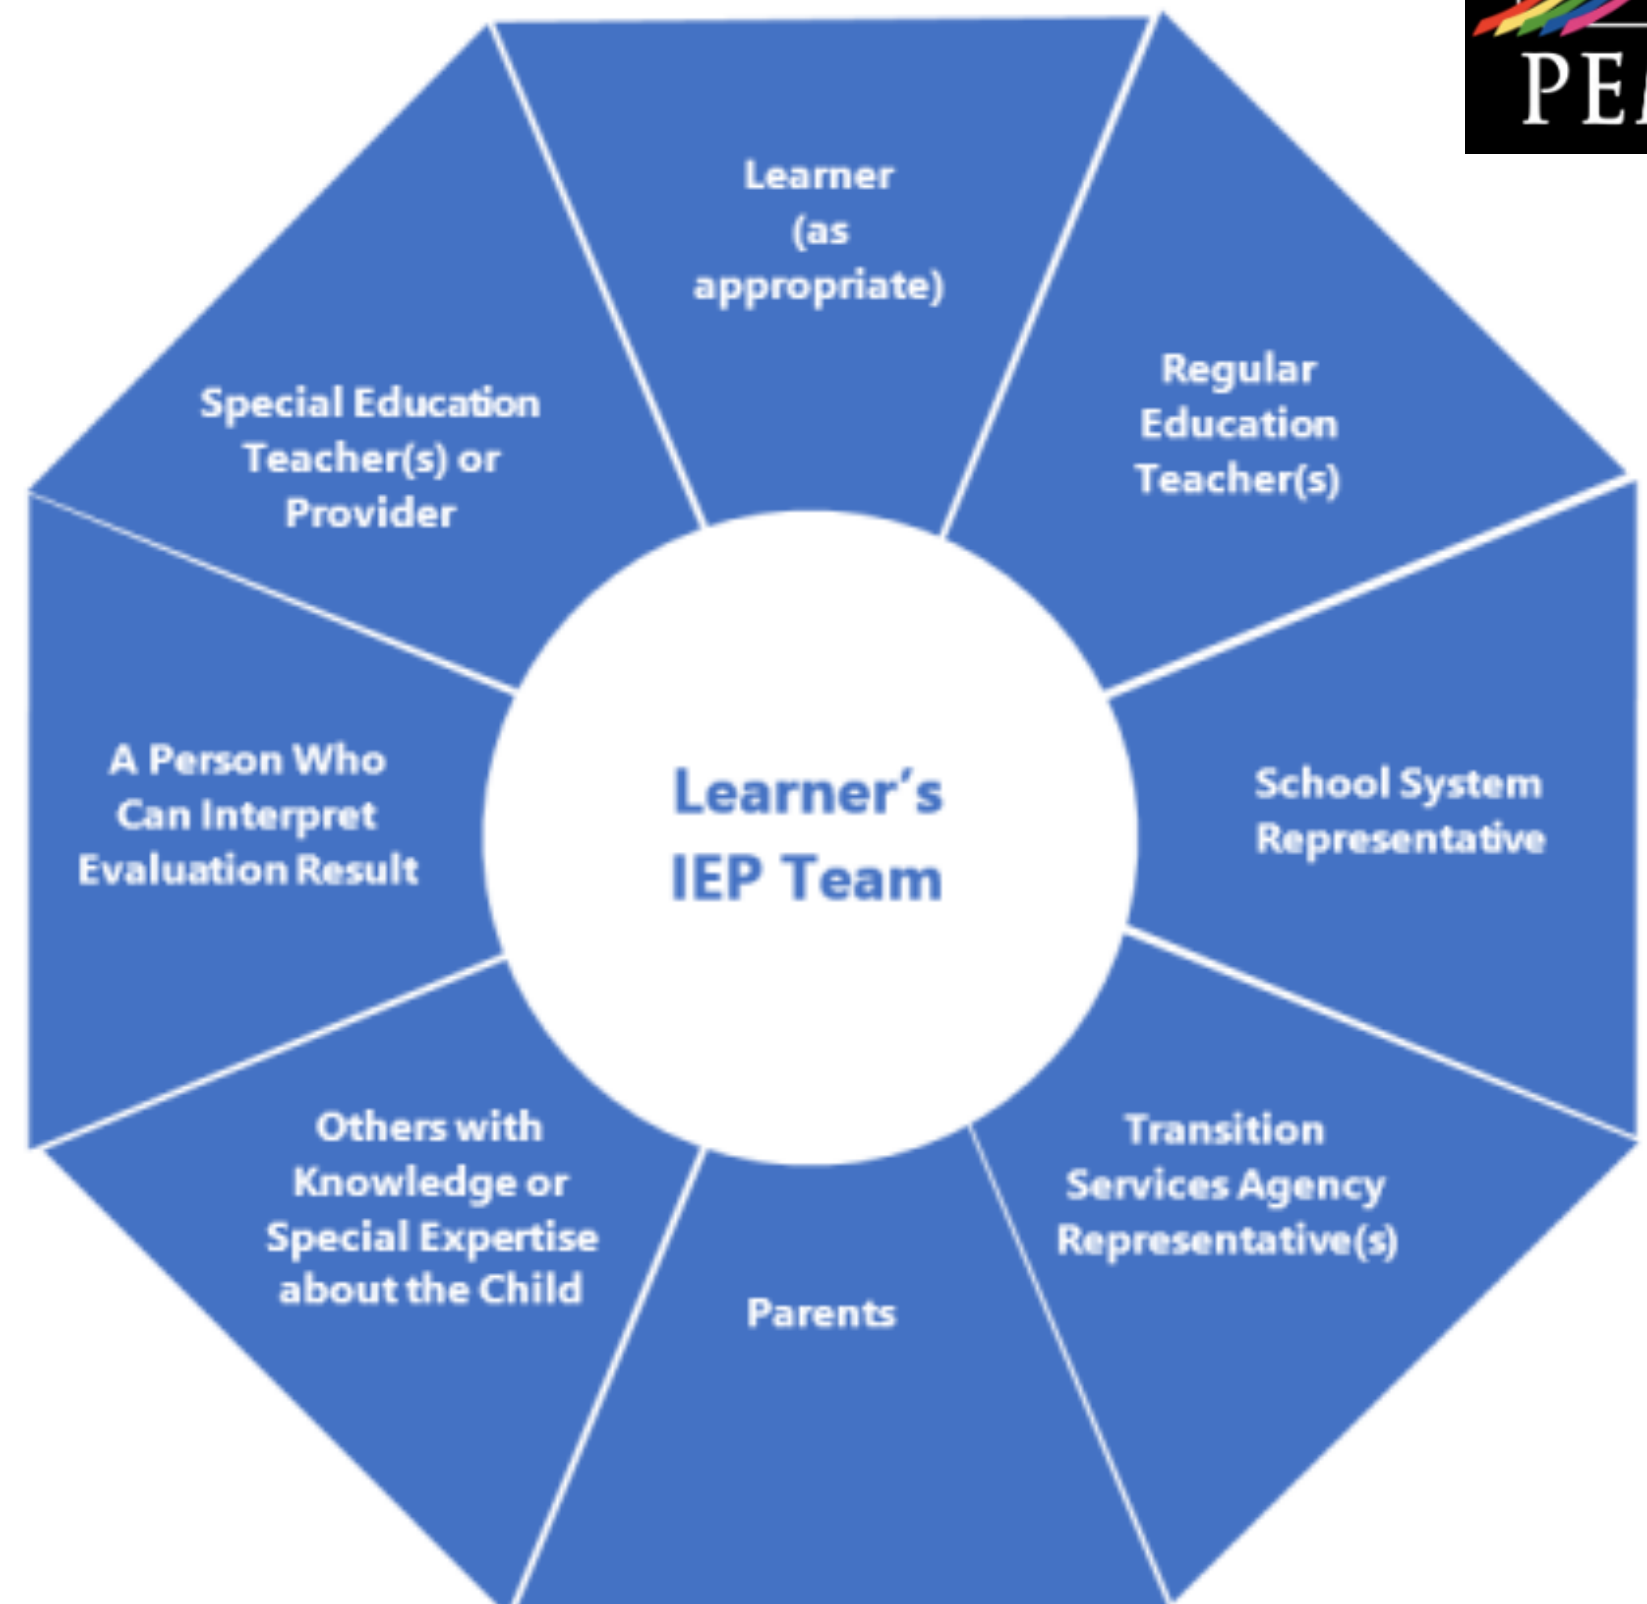 Learner
(as
appropriate)
Regular
Education
Teacher(s)
School System
Representative
Transition
Services Agency
Representative(s)
Parents
Others with
Knowledge or
Special Expertise
about the Child
A Person Who
Can Interpret
Evaluation Result
Special Education
Teacher(s) or
Provider
Learner’s
IEP Team